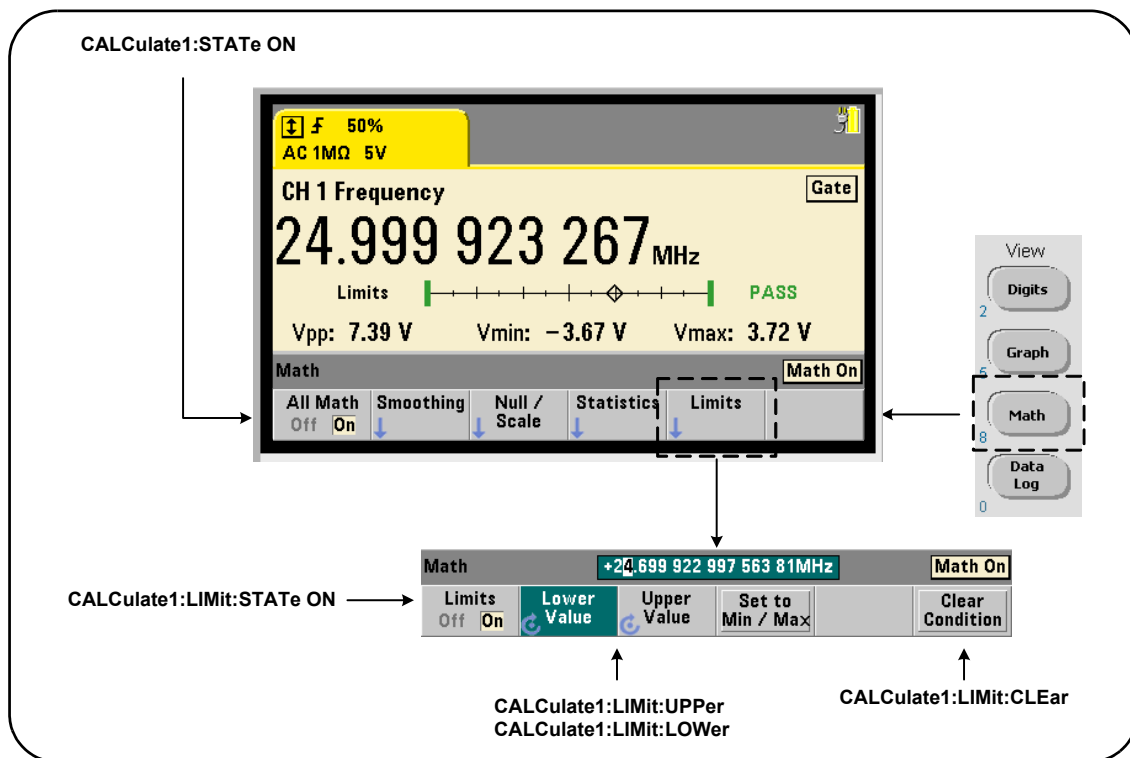 CALCulate1:STATe ON
50%
AC 1MΩ 5V
CH 1 Frequency
Gate
24.999 923 267 MHz
Limits
PASS
Vpp: 7.39 V Vmin: −3.67 V Vmax: 3.72 V
Math
Math On
All Math
Off On
Smoothing
Null /
Scale
Statistics
Limits
View
Digits
2
Graph
Math
8
Data
Log
0
Math
+24.699 922 997 563 81MHz
Math On
CALCulate1:LIMit:STATe ON
Limits
Off On
Lower
Value
Upper
Value
Set to
Min / Max
Clear
Condition
CALCulate1:LIMit:UPPer
CALCulate1:LIMit:LOWer
CALCulate1:LIMit:CLEar